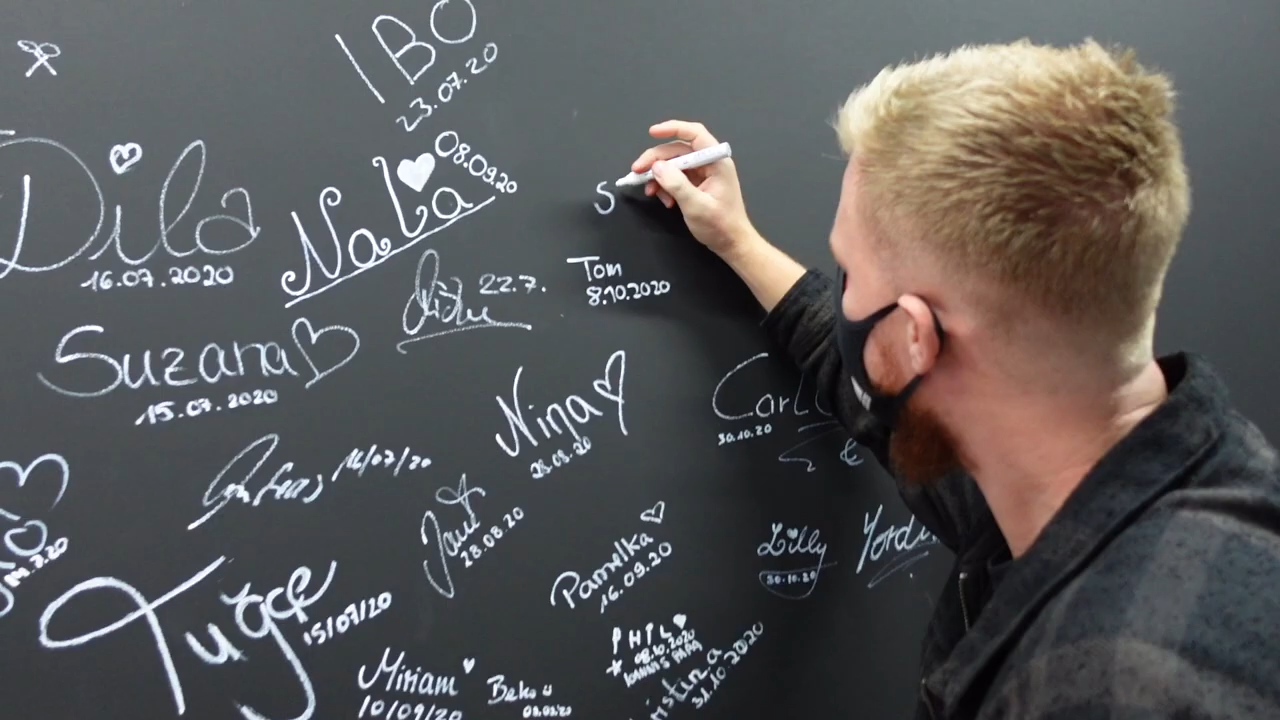 IBO
23.07.20
Dila
16.07.2020
NaLa
08.09.20
S
22.7.
Tom
8.10.2020
Suzana
15.07.2020
Nina
Carl
30.10.20
&
16/07/20
28.08.20
Lilly
30.10.20
Pamelka
16.09.20
Tuğçe
15/07/20
PHIL
08.10.2020
Miriam
10/09/20
31.10.2020